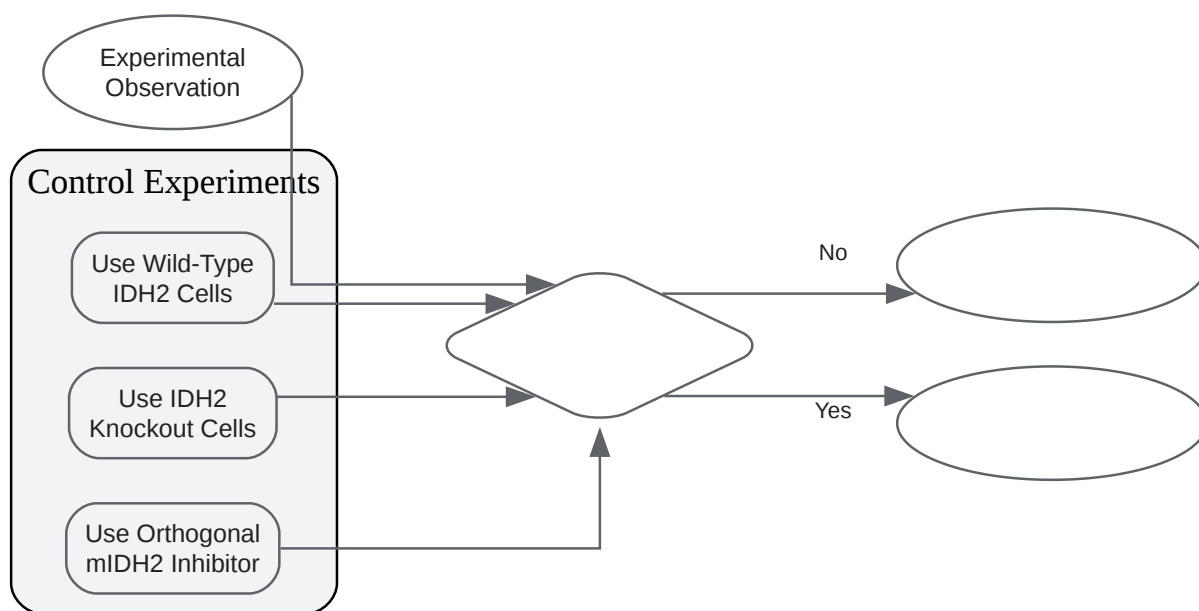 Experimental
Observation
Control Experiments
Use Wild-Type
IDH2 Cells
Use IDH2
Knockout Cells
Use Orthogonal
mIDH2 Inhibitor
No
Yes